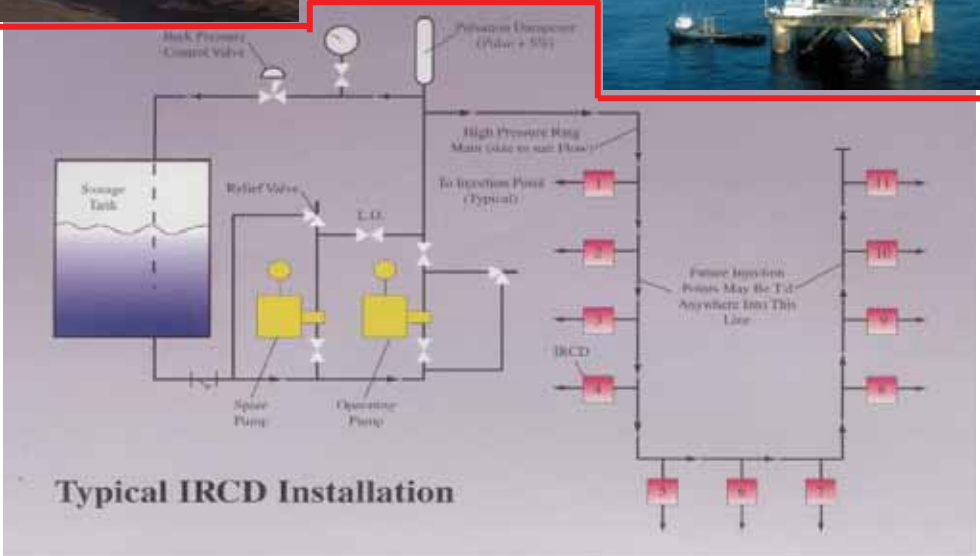 Back Pressure
Control Valve
Pulsation Dampener
High Pressure Ring
Main (size to suit Flow)
Storage
Tank
Relief Valve
To Injection Point
(Typical)
L.O.
1
2
3
4
5
6
7
8
9
10
11
Future Injection
Points May Be T'd
Anywhere Into This
Line
IRCD
Spare
Pump
Operating
Pump
Typical IRCD Installation